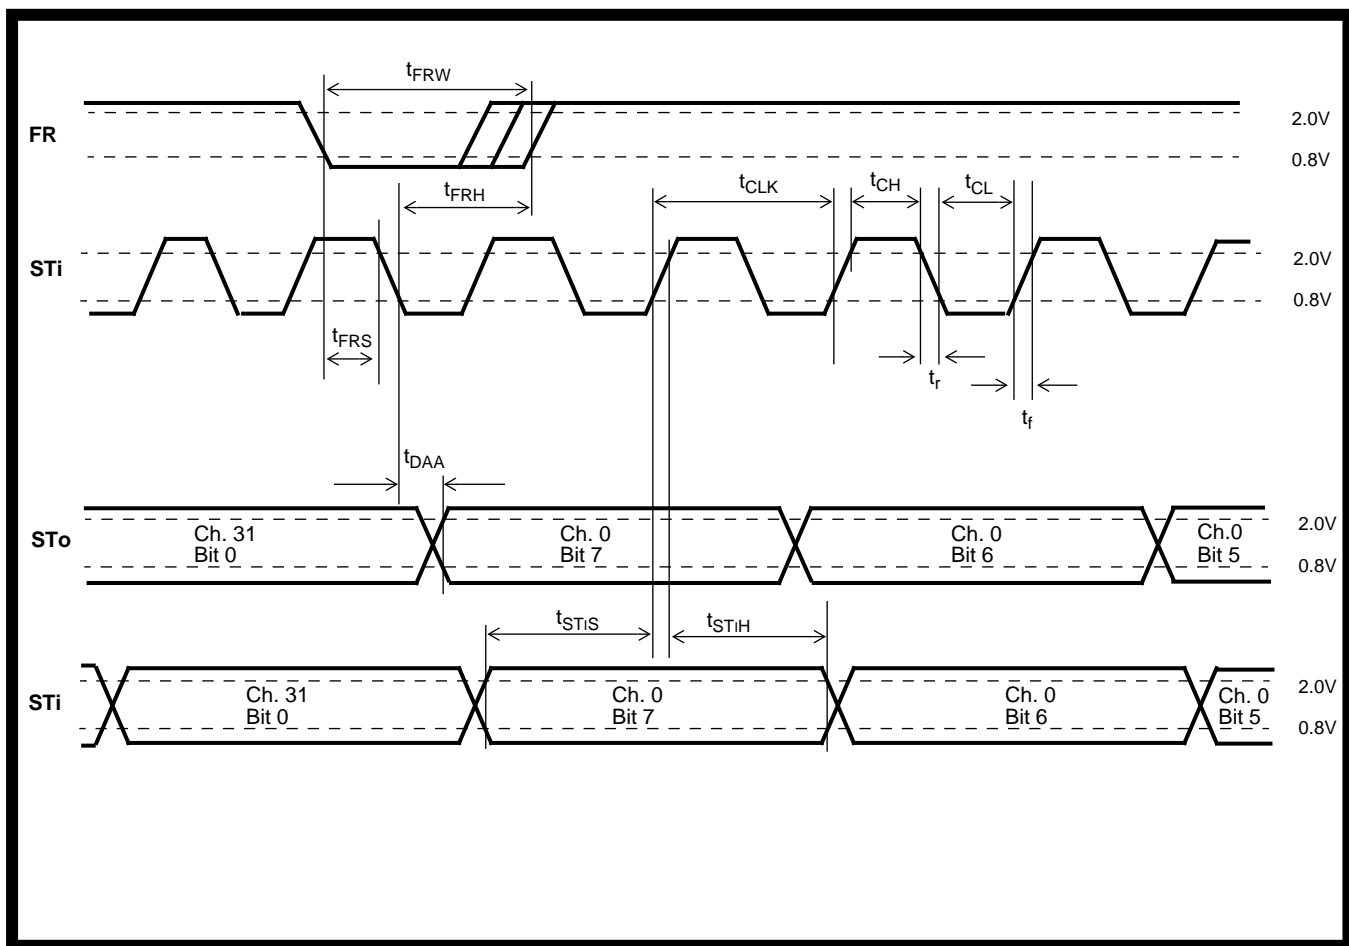 tFRW
FR
2.0V
0.8V
tFRH
tCLK
tCH
tCL
STi
2.0V
0.8V
tFRS
tr
tf
tDAA
STo
Ch. 31
Bit 0
Ch. 0
Bit 7
Ch. 0
Bit 6
Ch.0
Bit 5
2.0V
0.8V
tSTiS
tSTiH
STi
Ch. 31
Bit 0
Ch. 0
Bit 7
Ch. 0
Bit 6
Ch. 0
Bit 5
2.0V
0.8V